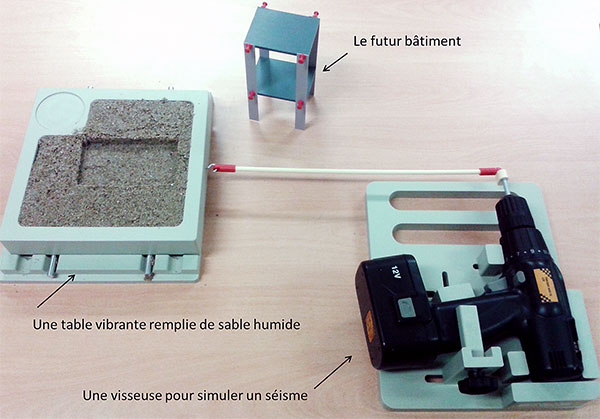 Le futur bâtiment
12V
Une table vibrante remplie de sable humide
Une visseuse pour simuler un séisme